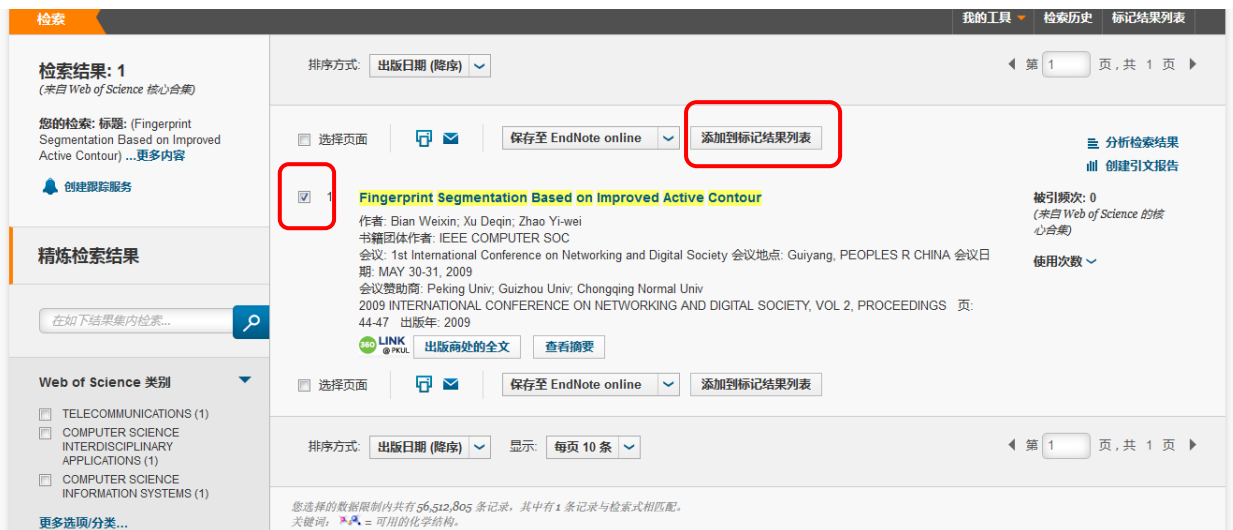 检索
我的工具 检索历史 标记结果列表
检索结果: 1
(来自 Web of Science 核心合集)
您的检索: 标题: (Fingerprint
Segmentation Based on Improved
Active Contour) ...更多内容
创建跟踪服务
精炼检索结果
在如下结果集内检索...
Web of Science 类别
TELECOMMUNICATIONS (1)
COMPUTER SCIENCE
INTERDISCIPLINARY
APPLICATIONS (1)
COMPUTER SCIENCE
INFORMATION SYSTEMS (1)
更多选项/分类...
排序方式: 出版日期 (降序)
第 1 页,共 1 页
选择页面 保存至 EndNote online 添加到标记结果列表
分析检索结果
创建引文报告
1 Fingerprint Segmentation Based on Improved Active Contour
作者: Bian Weixin; Xu Deqin; Zhao Yi-wei
书籍团体作者: IEEE COMPUTER SOC
会议: 1st International Conference on Networking and Digital Society 会议地点: Guiyang, PEOPLES R CHINA 会议日
期: MAY 30-31, 2009
会议赞助商: Peking Univ; Guizhou Univ; Chongqing Normal Univ
2009 INTERNATIONAL CONFERENCE ON NETWORKING AND DIGITAL SOCIETY, VOL 2, PROCEEDINGS 页:
44-47 出版年: 2009
360 LINK @ PKUL 出版商处的全文 查看摘要
被引频次: 0
(来自 Web of Science 的核
心合集)
使用次数
选择页面 保存至 EndNote online 添加到标记结果列表
排序方式: 出版日期 (降序) 显示: 每页 10 条
第 1 页,共 1 页
您选择的数据限制内共有 56,512,805 条记录，其中有 1 条记录与检索式相匹配。
关键词: = 可用的化学结构。